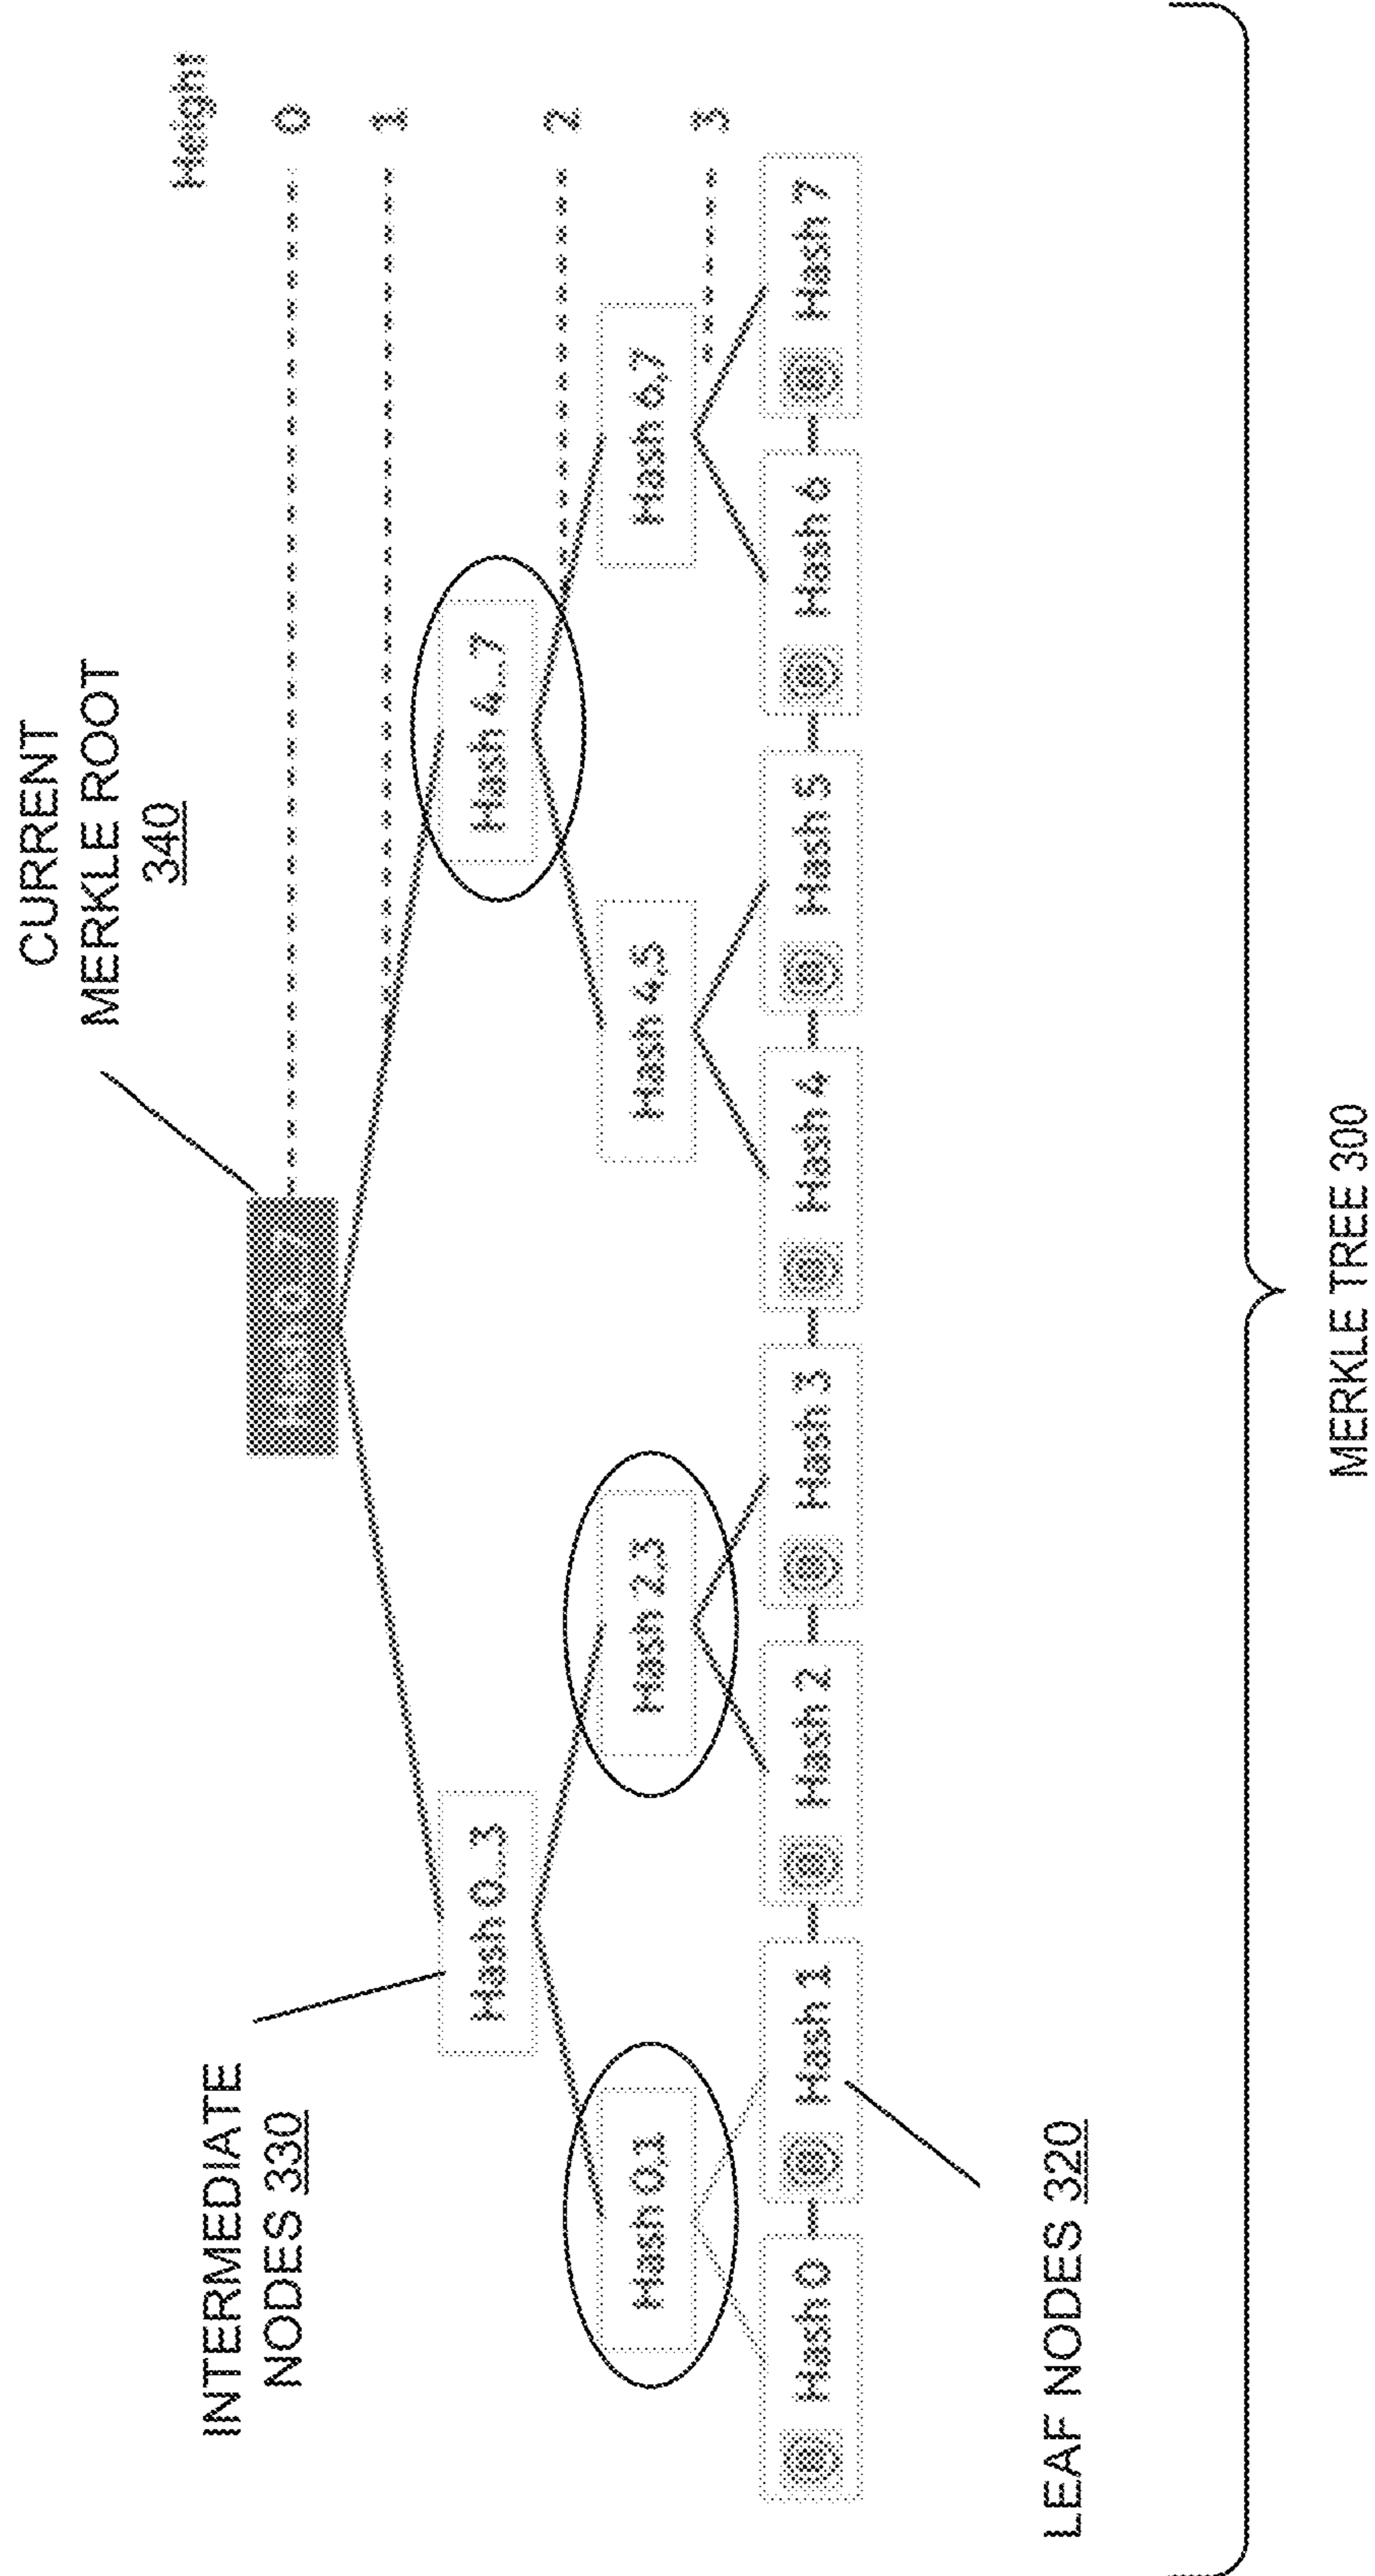 CURRENT
MERKLE ROOT
340
Height
0
1
2
3
INTERMEDIATE
NODES 330
Hash 0..3
Hash 4..7
Hash 0,1
Hash 2,3
Hash 4,5
Hash 6,7
Hash 0
Hash 1
Hash 2
Hash 3
Hash 4
Hash 5
Hash 6
Hash 7
LEAF NODES 320
MERKLE TREE 300